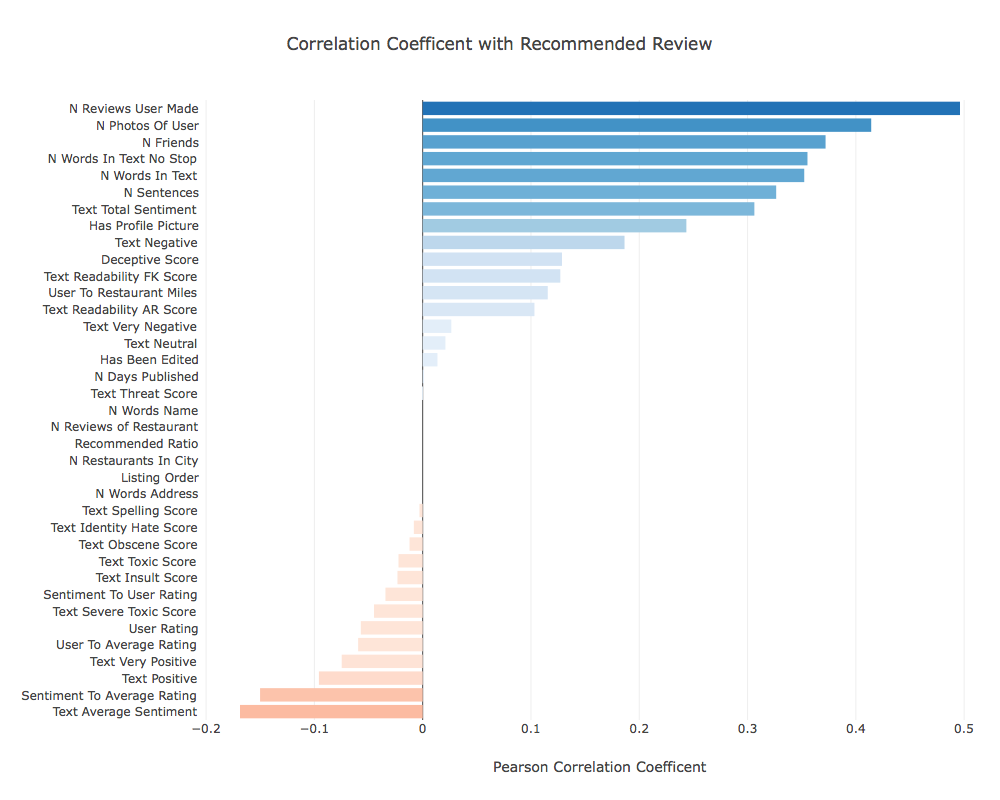 Correlation Coefficent with Recommended Review
N Reviews User Made
N Photos Of User
N Friends
N Words In Text No Stop
N Words In Text
N Sentences
Text Total Sentiment
Has Profile Picture
Text Negative
Deceptive Score
Text Readability FK Score
User To Restaurant Miles
Text Readability AR Score
Text Very Negative
Text Neutral
Has Been Edited
N Days Published
Text Threat Score
N Words Name
N Reviews of Restaurant
Recommended Ratio
N Restaurants In City
Listing Order
N Words Address
Text Spelling Score
Text Identity Hate Score
Text Obscene Score
Text Toxic Score
Text Insult Score
Sentiment To User Rating
Text Severe Toxic Score
User Rating
User To Average Rating
Text Very Positive
Text Positive
Sentiment To Average Rating
Text Average Sentiment
−0.2 −0.1 0 0.1 0.2 0.3 0.4 0.5
Pearson Correlation Coefficent